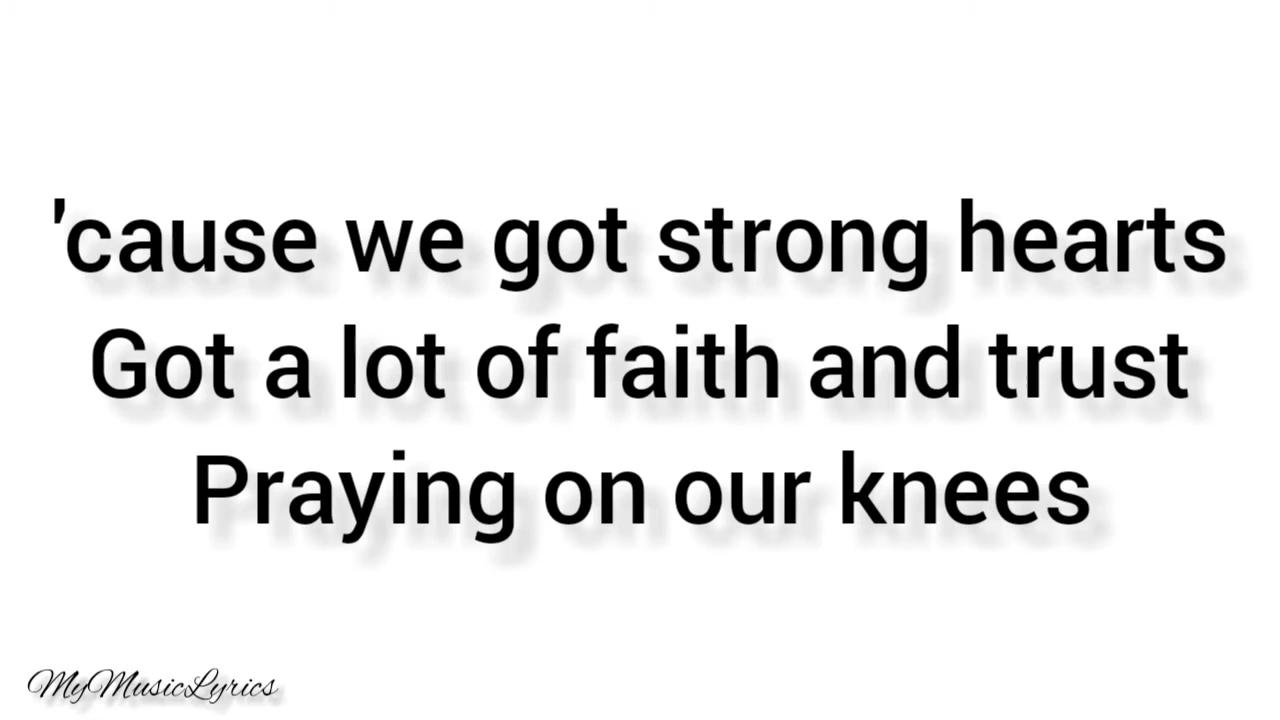 'cause we got strong hearts
Got a lot of faith and trust
Praying on our knees
MyMusicLyrics